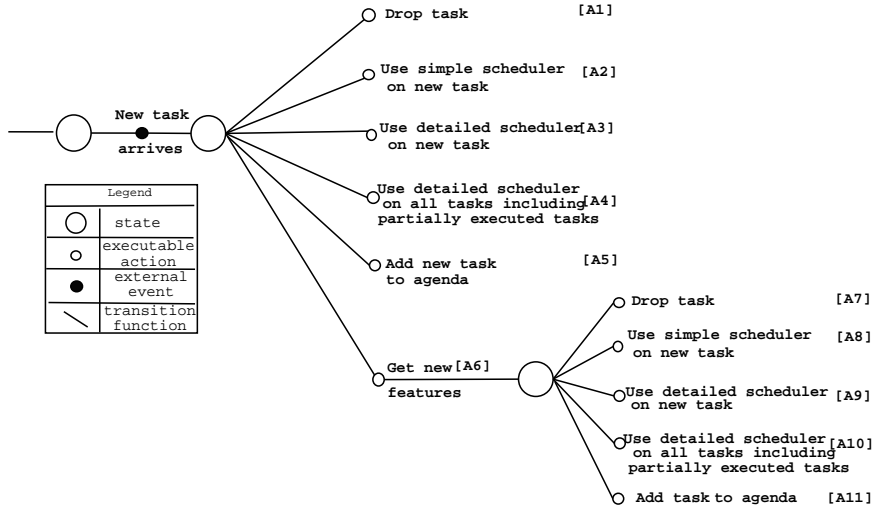 Drop task [A1]
Use simple scheduler [A2]
on new task
New task
arrives
Use detailed scheduler[A3]
on new task
Legend
state
executable
action
external
event
transition
function
Use detailed scheduler
on all tasks including[A4]
partially executed tasks
Add new task [A5]
to agenda
Get new[A6]
features
Drop task [A7]
Use simple scheduler [A8]
on new task
Use detailed scheduler [A9]
on new task
Use detailed scheduler [A10]
on all tasks including
partially executed tasks
Add task to agenda [A11]